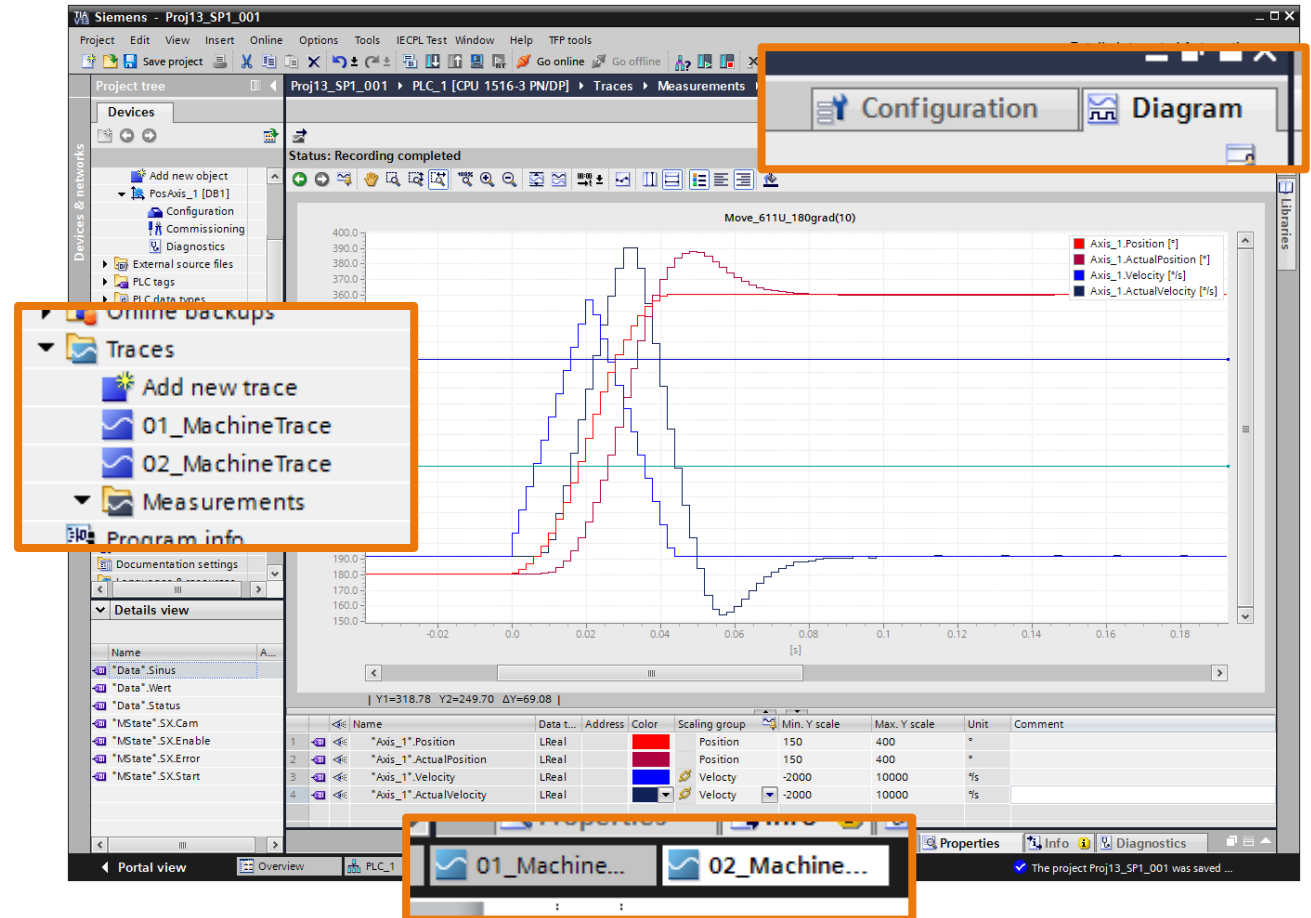 Siemens - Proj13_SP1_001
Project Edit View Insert Online Options Tools IECPL Test Window Help TFP tools
Save project Go online Go offline
Project tree
Proj13_SP1_001 PLC_1 [CPU 1516-3 PN/DP] Traces Measurements
Configuration Diagram
Devices
Status: Recording completed
Devices & networks
Libraries
Add new object
PosAxis_1 [DB1]
Configuration
Commissioning
Diagnostics
External source files
PLC tags
PLC data types
Online backups
Traces
Add new trace
01_MachineTrace
02_MachineTrace
Measurements
Program info
Documentation settings
Languages & resources
Move_611U_180grad(10)
Axis_1.Position [°]
Axis_1.ActualPosition [°]
Axis_1.Velocity [°/s]
Axis_1.ActualVelocity [°/s]
400.0
390.0
380.0
370.0
360.0
190.0
180.0
170.0
160.0
150.0
-0.02 0.0 0.02 0.04 0.06 0.08 0.1 0.12 0.14 0.16 0.18
[s]
Y1=318.78 Y2=249.70 ΔY=69.08
Details view
Name A...
"Data".Sinus
"Data".Wert
"Data".Status
"MState".SX.Cam
"MState".SX.Enable
"MState".SX.Error
"MState".SX.Start
Name Data t... Address Color Scaling group Min. Y scale Max. Y scale Unit Comment
1 "Axis_1".Position LReal Position 150 400 °
2 "Axis_1".ActualPosition LReal Position 150 400 °
3 "Axis_1".Velocity LReal Velocty -2000 10000 °/s
4 "Axis_1".ActualVelocity LReal Velocty -2000 10000 °/s
Properties Info Diagnostics
Properties Info
01_Machine... 02_Machine...
Portal view Overview PLC_1
The project Proj13_SP1_001 was saved ...